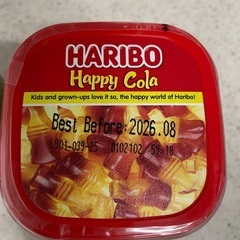 HARIBO
Happy Cola
Kids and grown-ups love it so, the happy world of Haribo!
Best Before: 2026.08